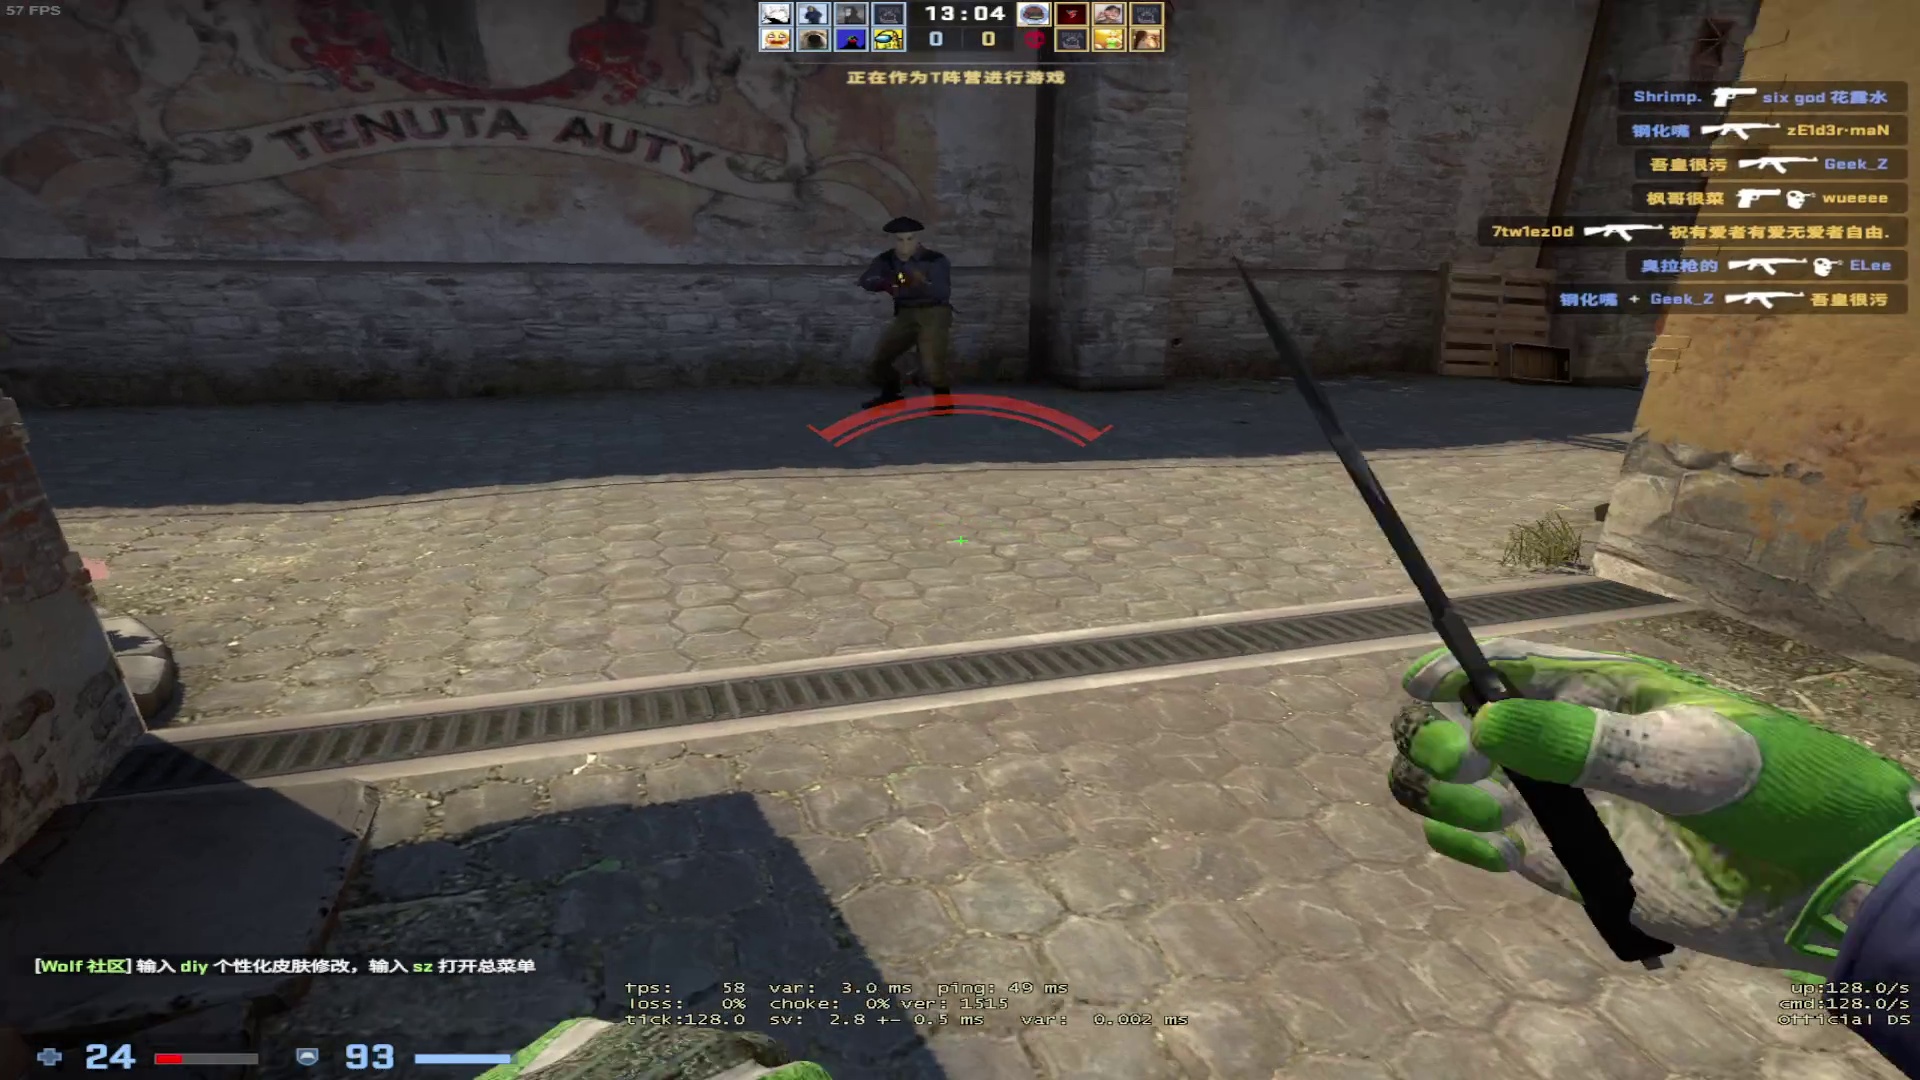 57 FPS
13:04
0 0
正在作为T阵营进行游戏
TENUTA AUTY
Shrimp. six god 花露水
钢化嘴 zE1d3r·maN
吾皇很污 Geek_Z
枫哥很菜 wueeee
7tw1ez0d 祝有爱者有爱无爱者自由.
奥拉枪的 ELee
钢化嘴 + Geek_Z 吾皇很污
[Wolf 社区] 输入 diy 个性化皮肤修改，输入 sz 打开总菜单
fps: 58 var: 3.0 ms ping: 49 ms
loss: 0% choke: 0% ver: 1515
tick:128.0 sv: 2.8 +- 0.5 ms var: 0.002 ms
up:128.0/s
cmd:128.0/s
Official DS
24 93